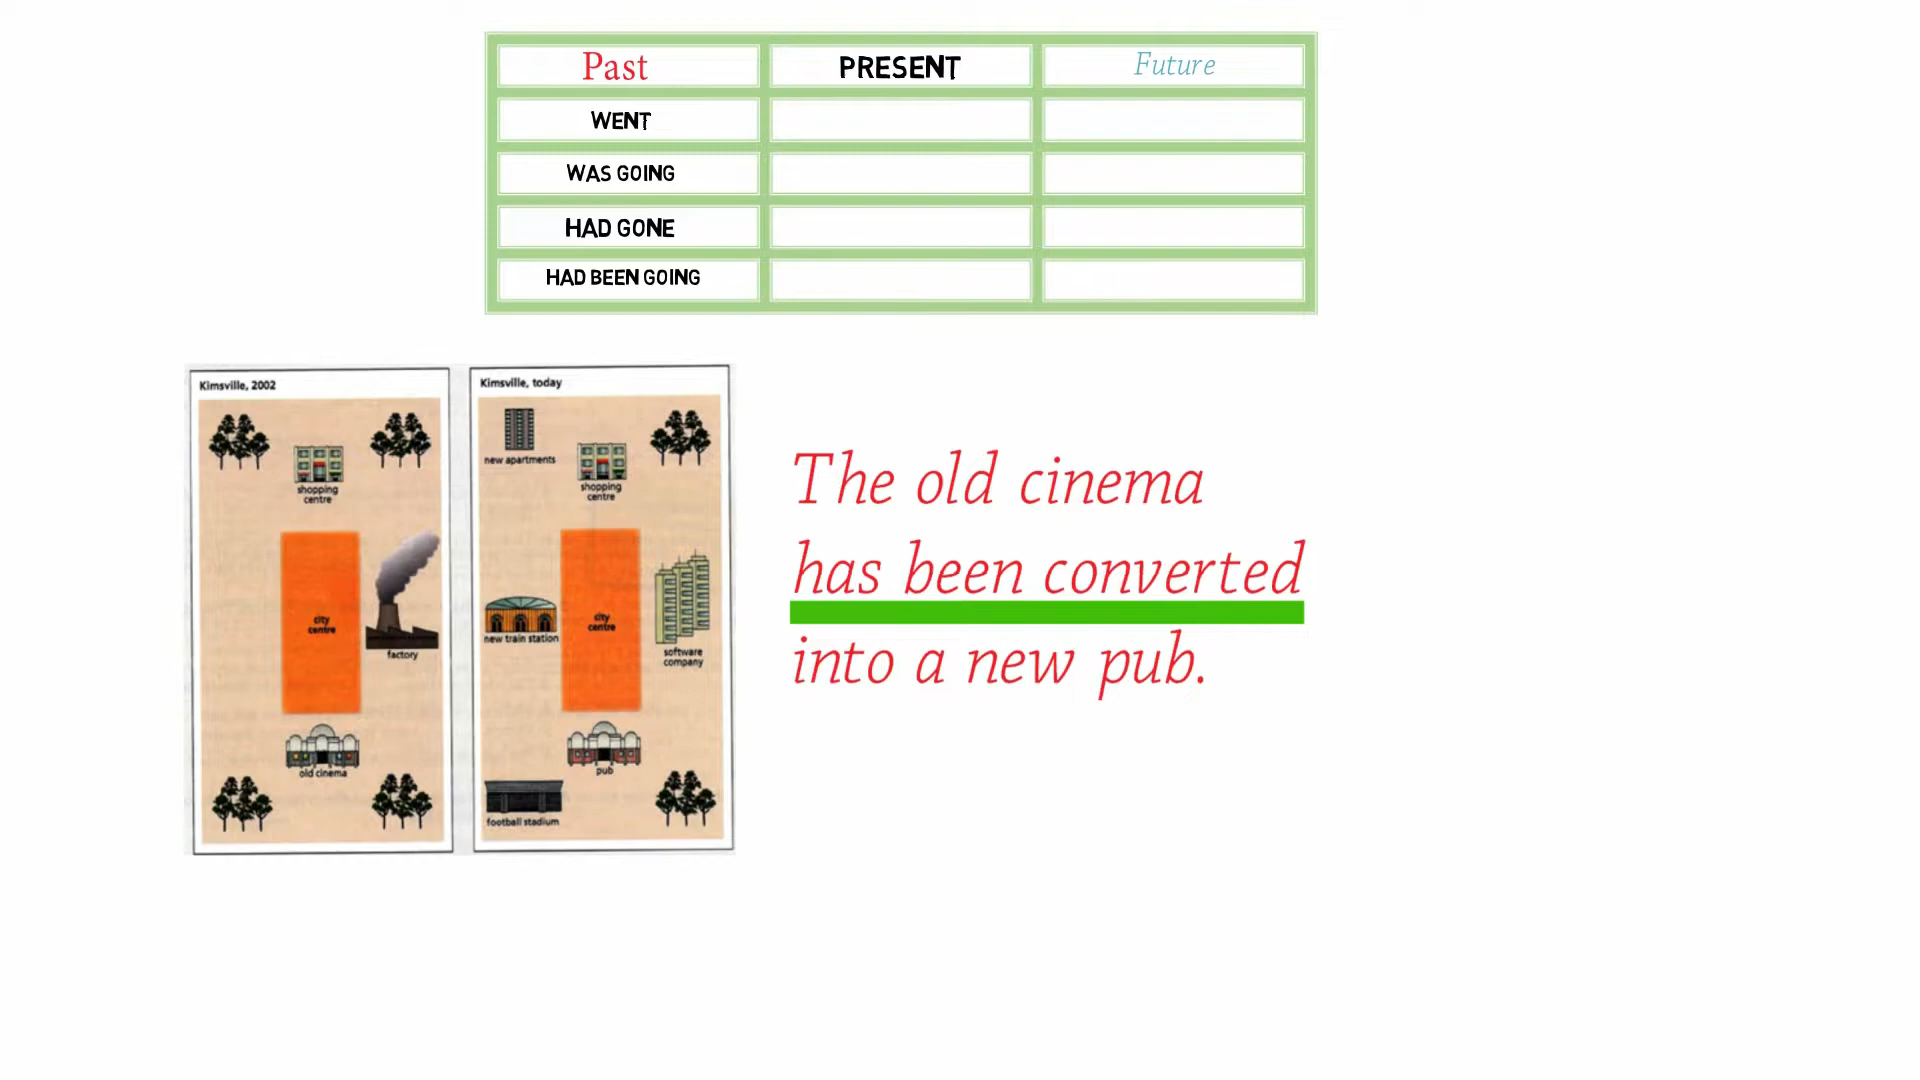 Past PRESENT Future
WENT
WAS GOING
HAD GONE
HAD BEEN GOING
Kimsville, 2002
shopping
centre
city
centre
factory
old cinema
Kimsville, today
new apartments
shopping
centre
new train station
city
centre
software
company
pub
football stadium
The old cinema
has been converted
into a new pub.